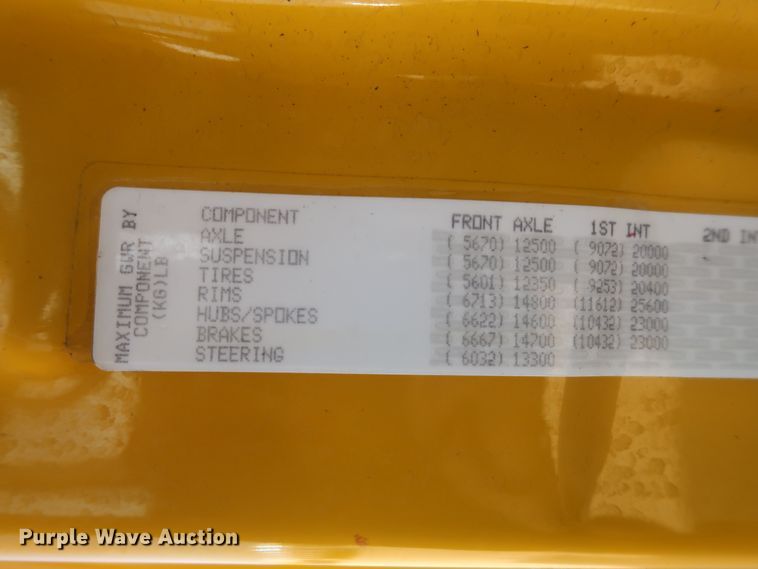 MAXIMUM GWR BY
COMPONENT
(KG)LB
COMPONENT FRONT AXLE 1ST INT 2ND INT
AXLE ( 5670) 12500 ( 9072) 20000
SUSPENSION ( 5670) 12500 ( 9072) 20000
TIRES ( 5601) 12350 ( 9253) 20400
RIMS ( 6713) 14800 (11612) 25600
HUBS/SPOKES ( 6622) 14600 (10432) 23000
BRAKES ( 6667) 14700 (10432) 23000
STEERING ( 6032) 13300
Purple Wave Auction